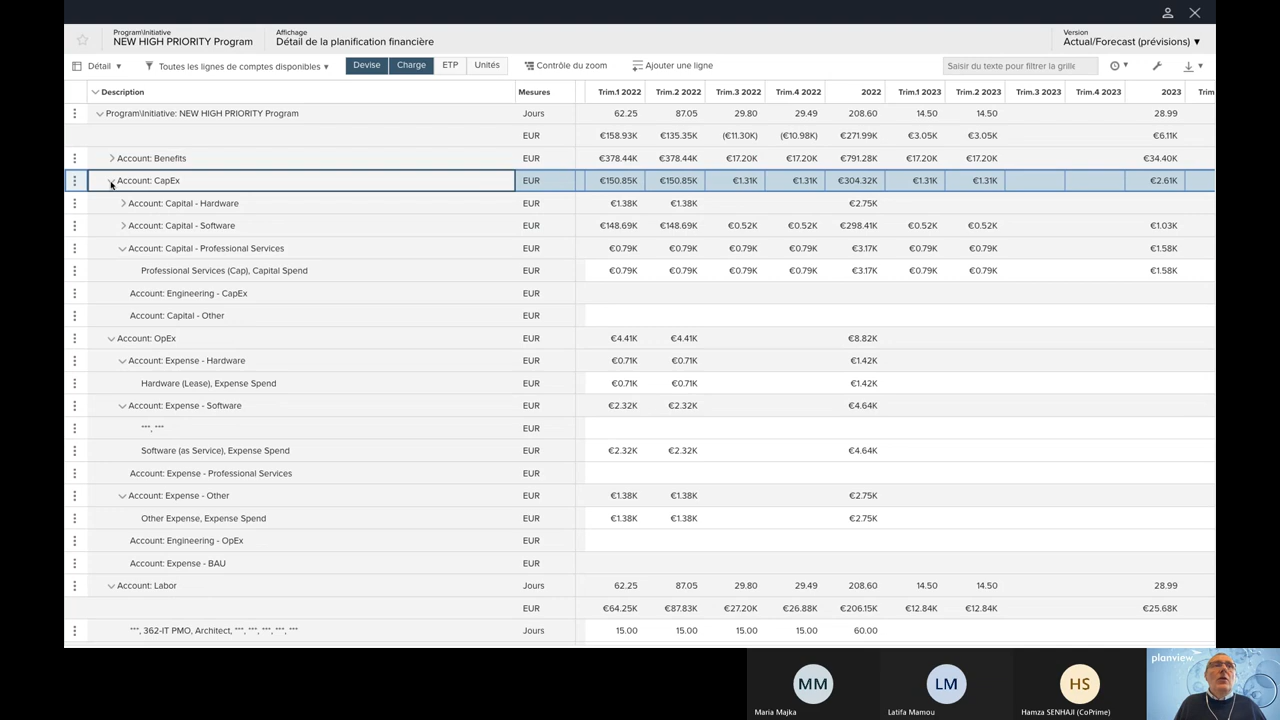 Program\Initiative Affichage Version
NEW HIGH PRIORITY Program Détail de la planification financière Actual/Forecast (prévisions)
Détail Toutes les lignes de comptes disponibles Devise Charge ETP Unités Contrôle du zoom Ajouter une ligne Saisir du texte pour filtrer la grille
Description Mesures Trim.1 2022 Trim.2 2022 Trim.3 2022 Trim.4 2022 2022 Trim.1 2023 Trim.2 2023 Trim.3 2023 Trim.4 2023 2023 Trim
Program\Initiative: NEW HIGH PRIORITY Program Jours 62.25 87.05 29.80 29.49 208.60 14.50 14.50 28.99
EUR €158.93K €135.35K (€11.30K) (€10.98K) €271.99K €3.05K €3.05K €6.11K
Account: Benefits EUR €378.44K €378.44K €17.20K €17.20K €791.28K €17.20K €17.20K €34.40K
Account: CapEx EUR €150.85K €150.85K €1.31K €1.31K €304.32K €1.31K €1.31K €2.61K
Account: Capital - Hardware EUR €1.38K €1.38K €2.75K
Account: Capital - Software EUR €148.69K €148.69K €0.52K €0.52K €298.41K €0.52K €0.52K €1.03K
Account: Capital - Professional Services EUR €0.79K €0.79K €0.79K €0.79K €3.17K €0.79K €0.79K €1.58K
Professional Services (Cap), Capital Spend EUR €0.79K €0.79K €0.79K €0.79K €3.17K €0.79K €0.79K €1.58K
Account: Engineering - CapEx EUR
Account: Capital - Other EUR
Account: OpEx EUR €4.41K €4.41K €8.82K
Account: Expense - Hardware EUR €0.71K €0.71K €1.42K
Hardware (Lease), Expense Spend EUR €0.71K €0.71K €1.42K
Account: Expense - Software EUR €2.32K €2.32K €4.64K
***, *** EUR
Software (as Service), Expense Spend EUR €2.32K €2.32K €4.64K
Account: Expense - Professional Services EUR
Account: Expense - Other EUR €1.38K €1.38K €2.75K
Other Expense, Expense Spend EUR €1.38K €1.38K €2.75K
Account: Engineering - OpEx EUR
Account: Expense - BAU EUR
Account: Labor Jours 62.25 87.05 29.80 29.49 208.60 14.50 14.50 28.99
EUR €64.25K €87.83K €27.20K €26.88K €206.15K €12.84K €12.84K €25.68K
***, 362-IT PMO, Architect, ***, ***, ***, ***, *** Jours 15.00 15.00 15.00 15.00 60.00
planview
MM LM HS
Maria Majka Latifa Mamou Hamza SENHAJI (CoPrime)